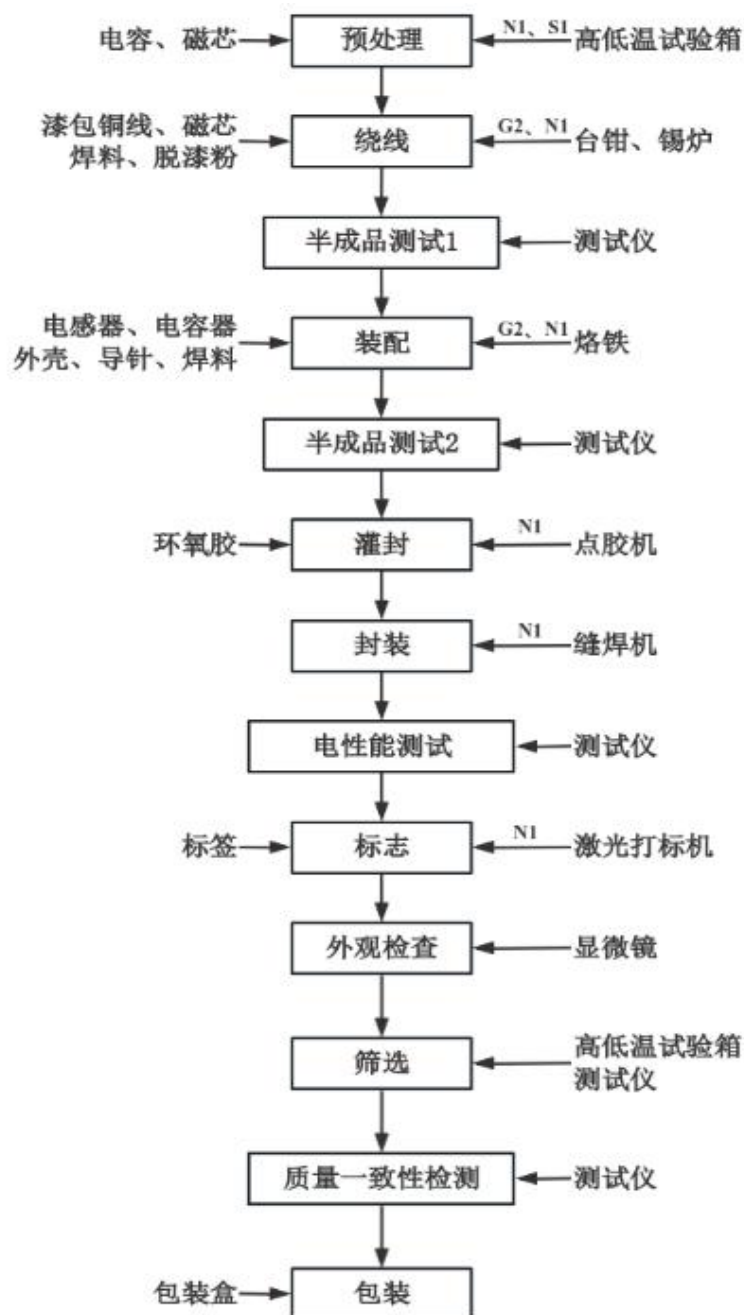 电容、磁芯
预处理
N1、S1
高低温试验箱
漆包铜线、磁芯
焊料、脱漆粉
绕线
G2、N1
台钳、锡炉
半成品测试1
测试仪
电感器、电容器
外壳、导针、焊料
装配
G2、N1
烙铁
半成品测试2
测试仪
环氧胶
灌封
N1
点胶机
封装
N1
缝焊机
电性能测试
测试仪
标签
标志
N1
激光打标机
外观检查
显微镜
筛选
高低温试验箱
测试仪
质量一致性检测
测试仪
包装盒
包装